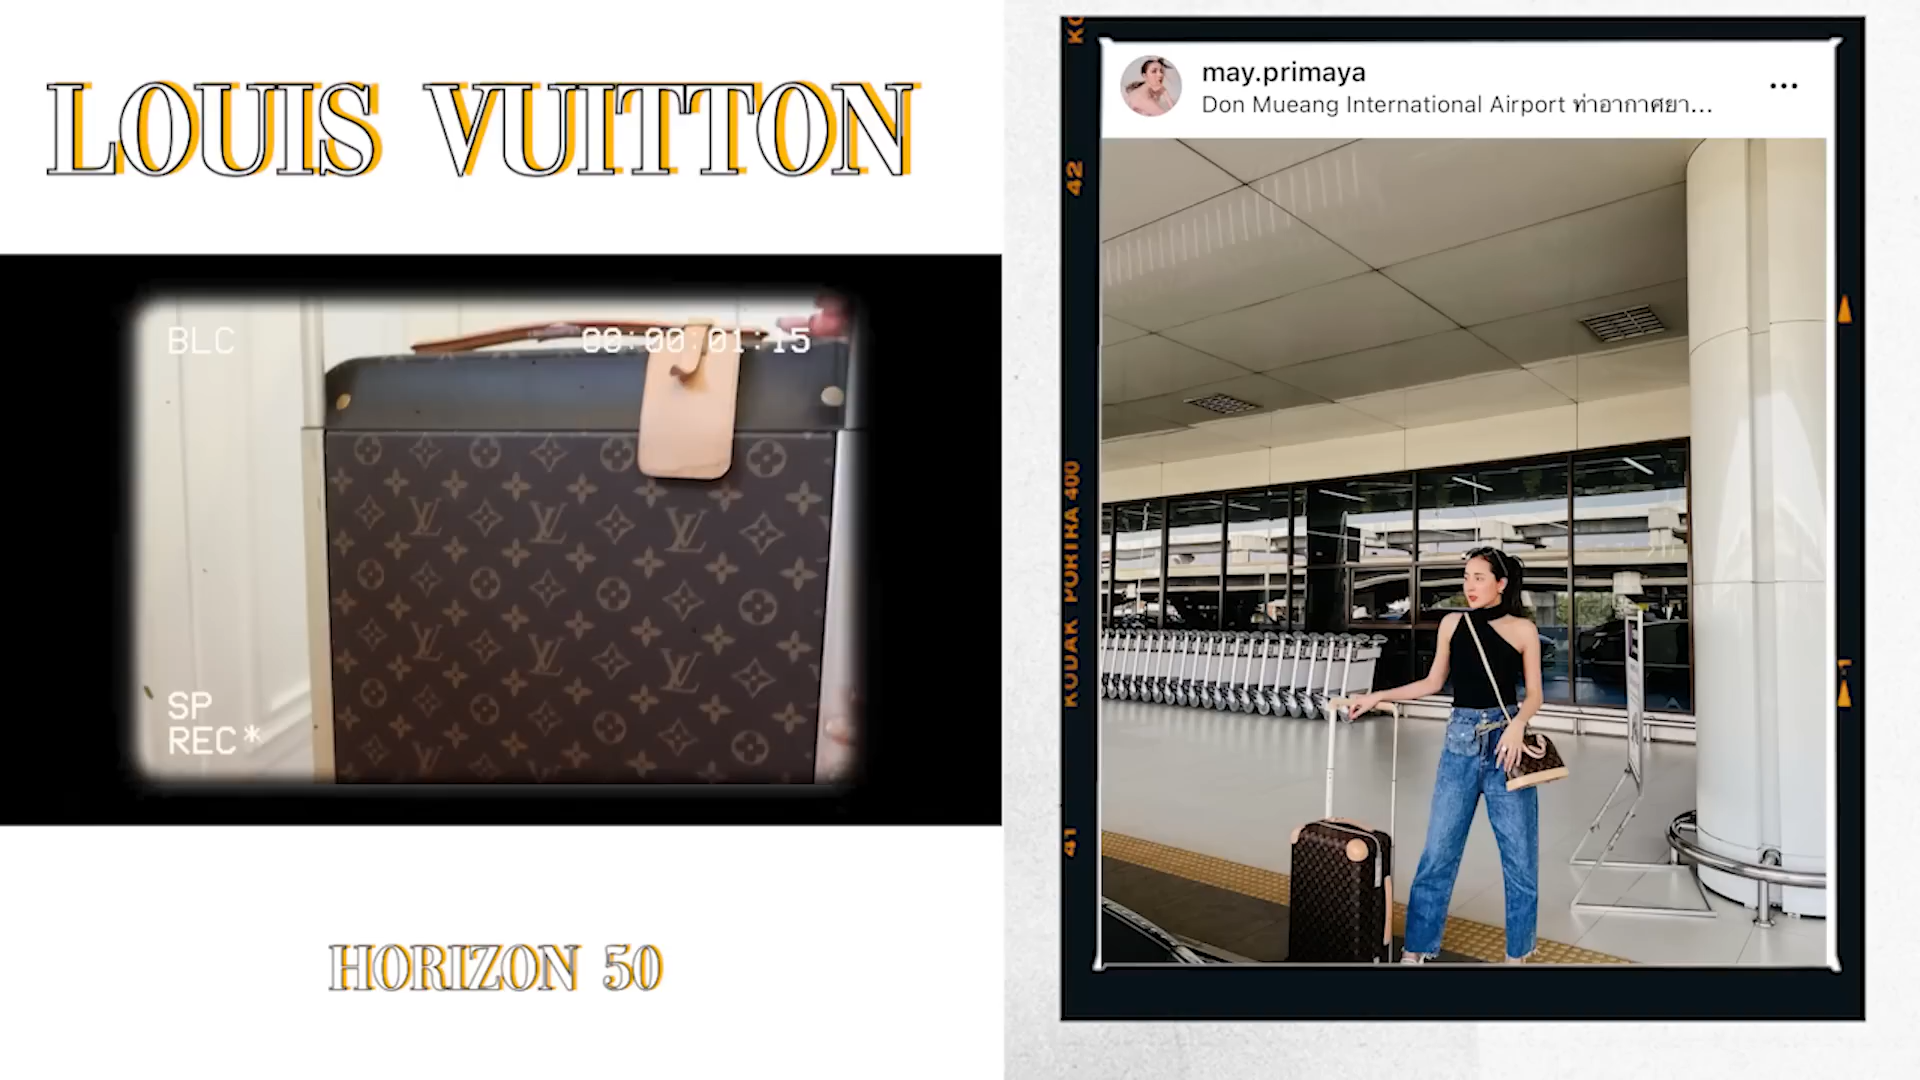 LOUIS VUITTON
BLC
00:00:01:15
SP
REC*
HORIZON 50
may.primaya
Don Mueang International Airport ท่าอากาศยา...
42
KODAK PORTRA 400
41